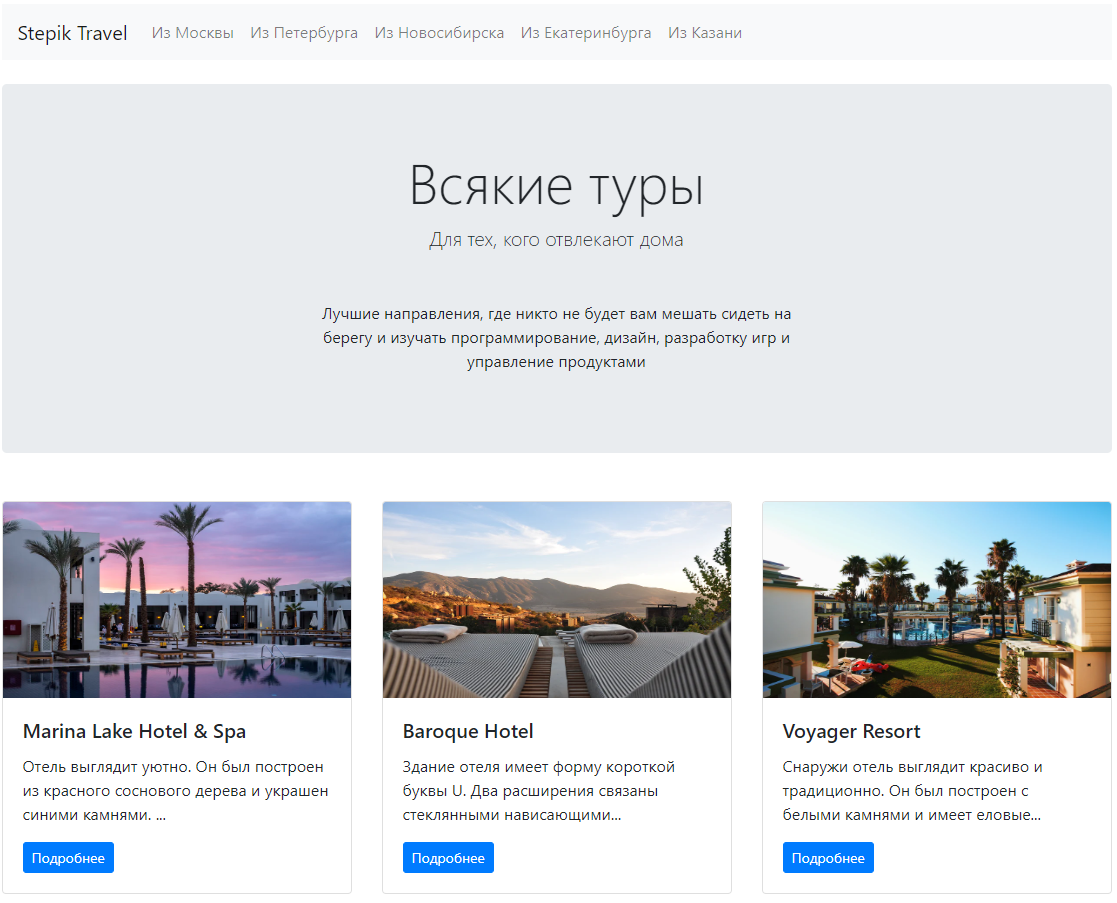 Stepik Travel Из Москвы Из Петербурга Из Новосибирска Из Екатеринбурга Из Казани
Всякие туры
Для тех, кого отвлекают дома
Лучшие направления, где никто не будет вам мешать сидеть на
берегу и изучать программирование, дизайн, разработку игр и
управление продуктами
Marina Lake Hotel & Spa
Отель выглядит уютно. Он был построен
из красного соснового дерева и украшен
синими камнями. ...
Подробнее
Baroque Hotel
Здание отеля имеет форму короткой
буквы U. Два расширения связаны
стеклянными нависающими...
Подробнее
Voyager Resort
Снаружи отель выглядит красиво и
традиционно. Он был построен с
белыми камнями и имеет еловые...
Подробнее